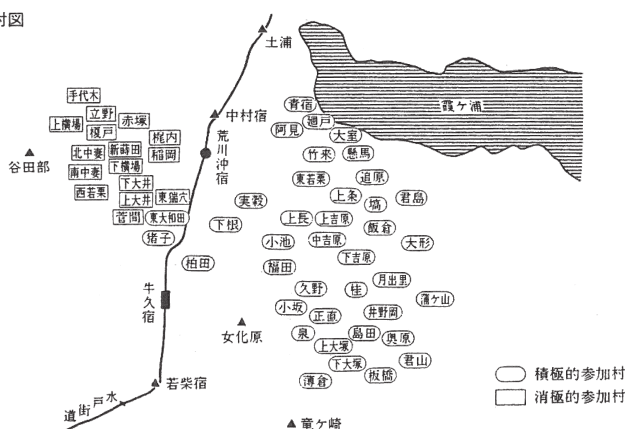 村図
土浦
霞ヶ浦
手代木
立野
赤塚
上横場
榎戸
梶内
中村宿
青宿
廻戸
阿見
大室
谷田部
北中妻
新蒔田
稲岡
荒川沖宿
竹来
懸馬
南中妻
下横場
西若栗
下大井
上大井
東猯穴
東若栗
追原
実穀
上条
塙
君島
菅間
東大和田
下根
上長
上吉原
飯倉
猪子
小池
中吉原
大形
柏田
福田
下吉原
牛久宿
久野
桂
月出里
蒲ケ山
小坂
正直
井野岡
女化原
泉
島田
奥原
上大塚
君山
下大塚
若柴宿
薄倉
板橋
水戸街道
竜ケ崎
積極的参加村
消極的参加村